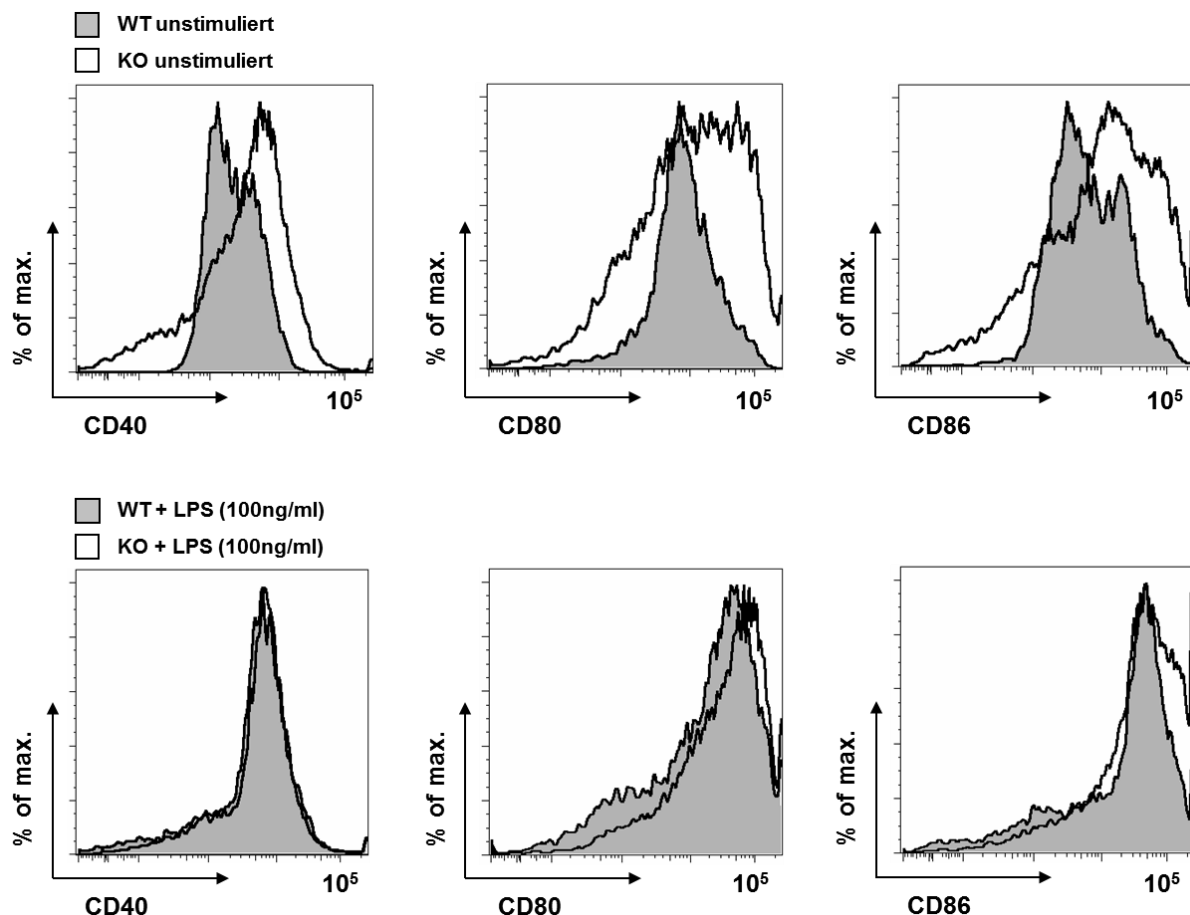 WT unstimuliert
KO unstimuliert
% of max.
10⁵
CD40
% of max.
10⁵
CD80
% of max.
10⁵
CD86
WT + LPS (100ng/ml)
KO + LPS (100ng/ml)
% of max.
10⁵
CD40
% of max.
10⁵
CD80
% of max.
10⁵
CD86